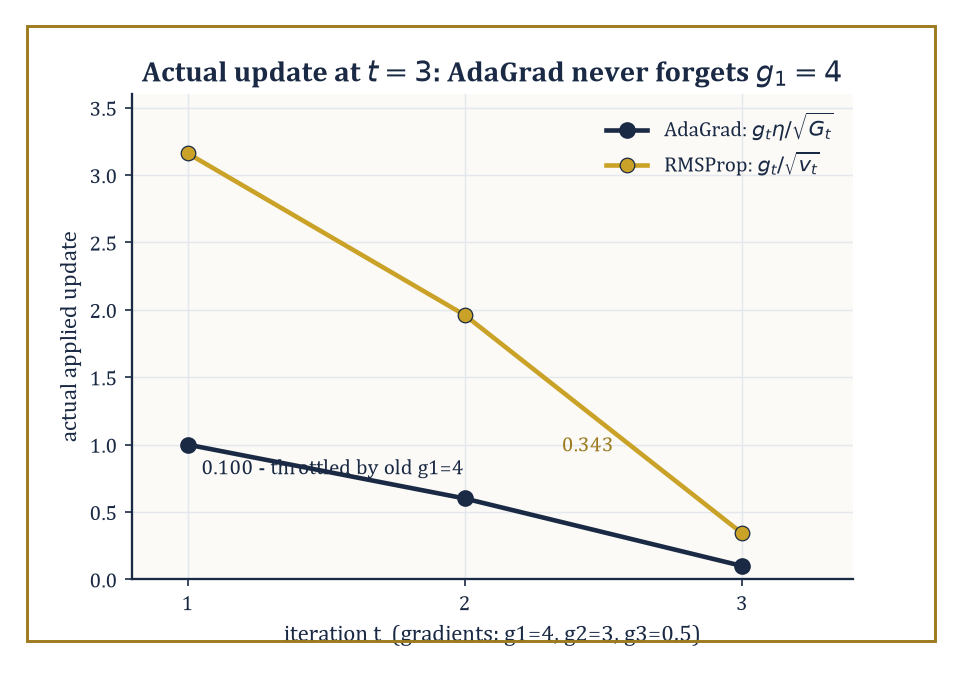 Actual update at t = 3: AdaGrad never forgets g₁ = 4
AdaGrad: gₜη/√Gₜ
RMSProp: gₜ/√vₜ
actual applied update
3.5
3.0
2.5
2.0
1.5
1.0
0.5
0.0
0.343
0.100 - throttled by old g1=4
1
2
3
iteration t (gradients: g1=4, g2=3, g3=0.5)